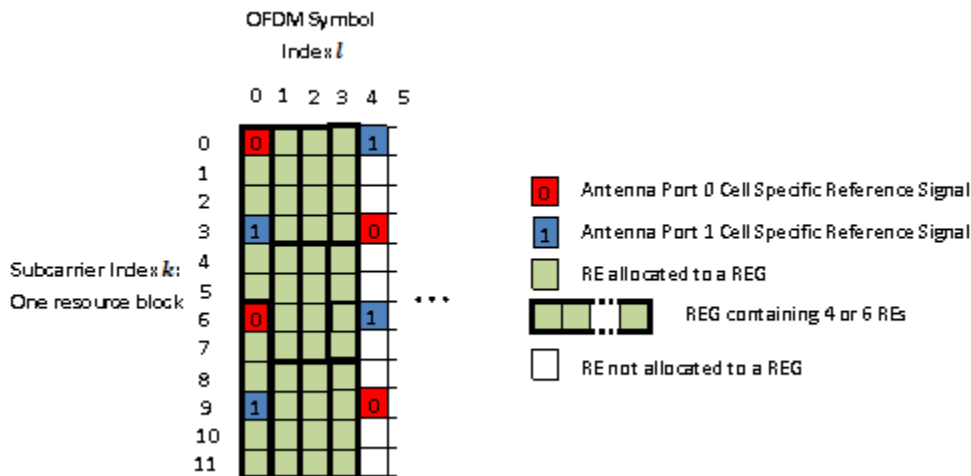 OFDM Symbol
Index l
0 1 2 3 4 5
0 0 1
1
2
3 1 0
4
Subcarrier Index k:
5
One resource block
...
6 0 1
7
8
9 1 0
10
11
0 Antenna Port 0 Cell Specific Reference Signal
1 Antenna Port 1 Cell Specific Reference Signal
RE allocated to a REG
REG containing 4 or 6 REs
RE not allocated to a REG